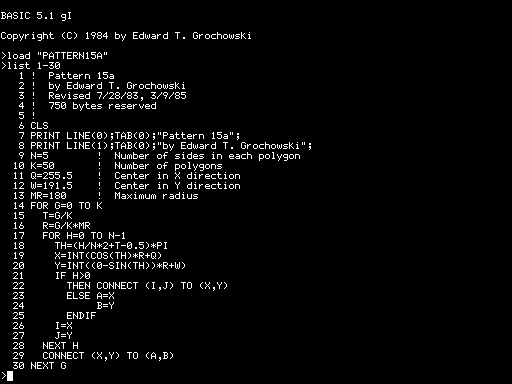 BASIC 5.1 gI
Copyright (C) 1984 by Edward T. Grochowski
>load "PATTERN15A"
>list 1-30
1 !  Pattern 15a
2 !  by Edward T. Grochowski
3 !  Revised 7/28/83, 3/9/85
4 !  750 bytes reserved
5 !
6 CLS
7 PRINT LINE(0);TAB(0);"Pattern 15a";
8 PRINT LINE(1);TAB(0);"by Edward T. Grochowski";
9 N=5        !  Number of sides in each polygon
10 K=50       !  Number of polygons
11 Q=255.5    !  Center in X direction
12 W=191.5    !  Center in Y direction
13 MR=180     !  Maximum radius
14 FOR G=0 TO K
15   T=G/K
16   R=G/K*MR
17   FOR H=0 TO N-1
18     TH=(H/N*2+T-0.5)*PI
19     X=INT(COS(TH)*R+Q)
20     Y=INT((0-SIN(TH))*R+W)
21     IF H>0
22       THEN CONNECT (I,J) TO (X,Y)
23       ELSE A=X
24            B=Y
25       ENDIF
26     I=X
27     J=Y
28   NEXT H
29   CONNECT (X,Y) TO (A,B)
30 NEXT G
>